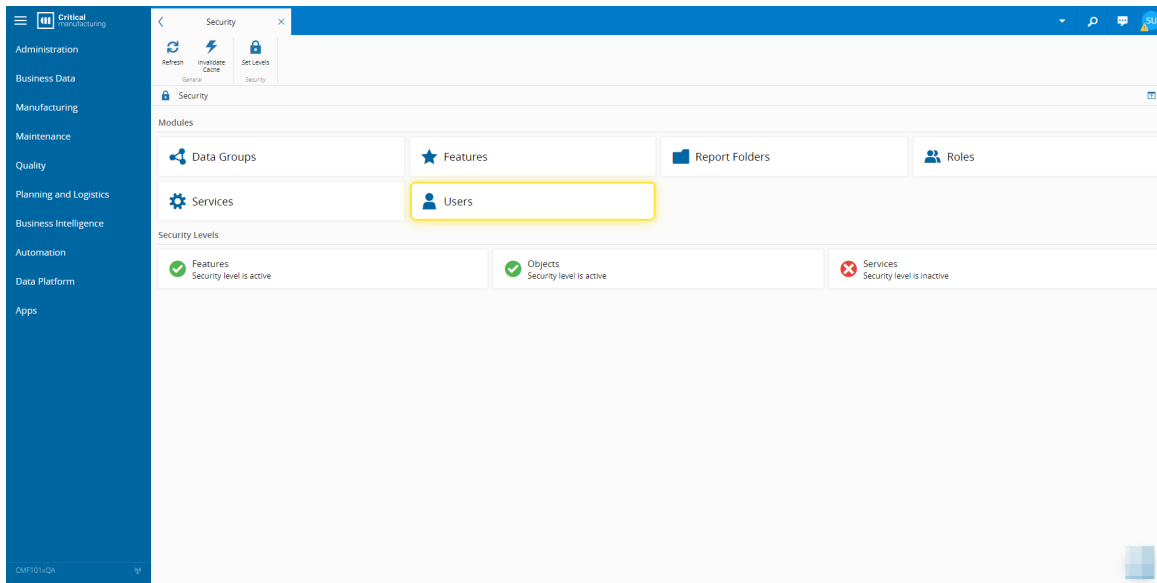 Critical
manufacturing
Security
SU
Administration
Business Data
Manufacturing
Maintenance
Quality
Planning and Logistics
Business Intelligence
Automation
Data Platform
Apps
CMF101xQA
Refresh
Invalidate
Cache
Set Levels
General
Security
Security
Modules
Data Groups
Features
Report Folders
Roles
Services
Users
Security Levels
Features
Security level is active
Objects
Security level is active
Services
Security level is inactive